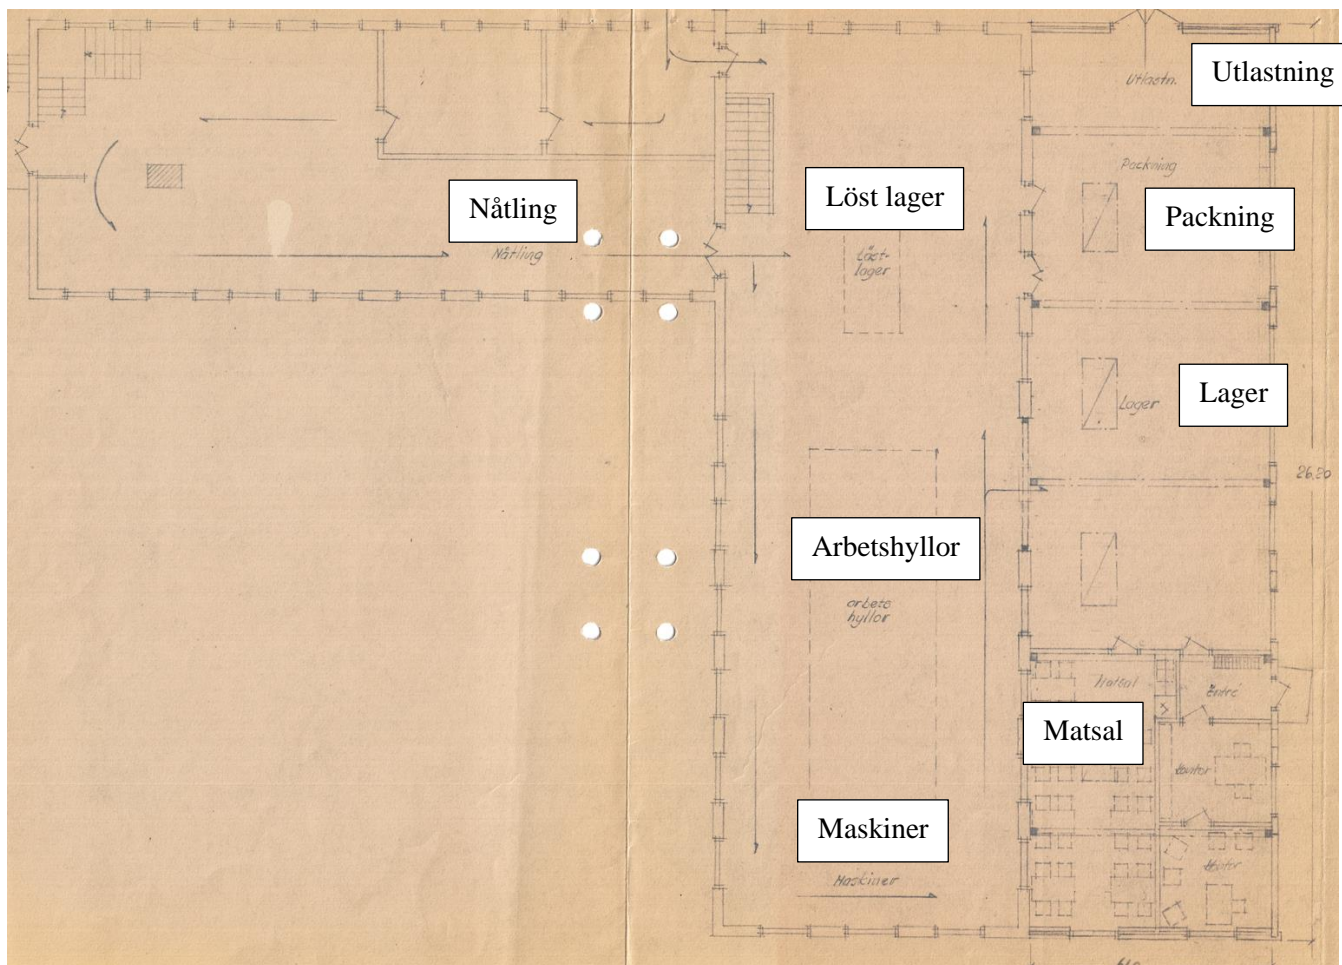 Utlastning
Utlastn.
Packning
Packning
Nåtling
Löst lager
Nåtling
Löst-
lager
Lager
Lager
26.20
Arbetshyllor
arbets
hyllor
Matsal
Entré
Matsal
Kontor
Maskiner
Maskiner
Kontor